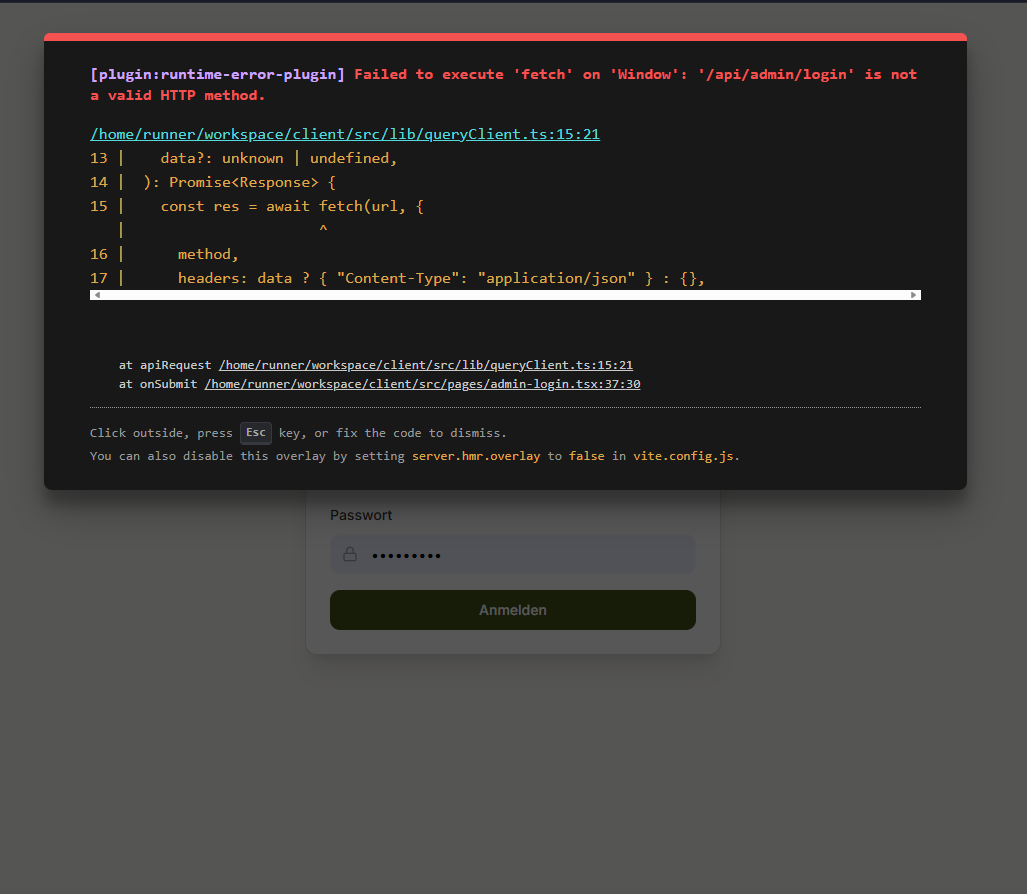 [plugin:runtime-error-plugin] Failed to execute 'fetch' on 'Window': '/api/admin/login' is not
a valid HTTP method.
/home/runner/workspace/client/src/lib/queryClient.ts:15:21
13 |    data?: unknown | undefined,
14 |  ): Promise<Response> {
15 |    const res = await fetch(url, {
   |                      ^
16 |      method,
17 |      headers: data ? { "Content-Type": "application/json" } : {},
at apiRequest /home/runner/workspace/client/src/lib/queryClient.ts:15:21
at onSubmit /home/runner/workspace/client/src/pages/admin-login.tsx:37:30
Click outside, press Esc key, or fix the code to dismiss.
You can also disable this overlay by setting server.hmr.overlay to false in vite.config.js.
Passwort
•••••••••
Anmelden